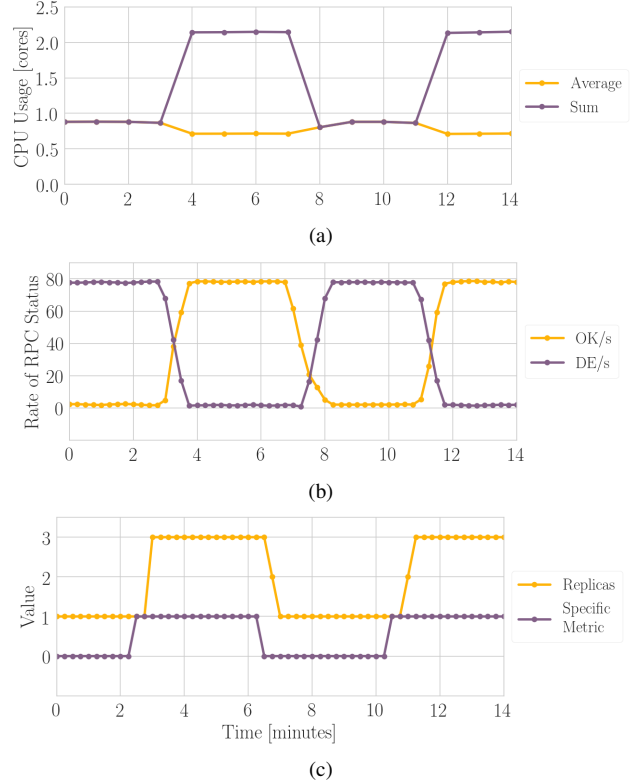 CPU Usage [cores]
2.5
2.0
1.5
1.0
0.5
0.0
0 2 4 6 8 10 12 14
Average
Sum
(a)
Rate of RPC Status
80
60
40
20
0
0 2 4 6 8 10 12 14
OK/s
DE/s
(b)
Value
3
2
1
0
0 2 4 6 8 10 12 14
Time [minutes]
Replicas
Specific
Metric
(c)